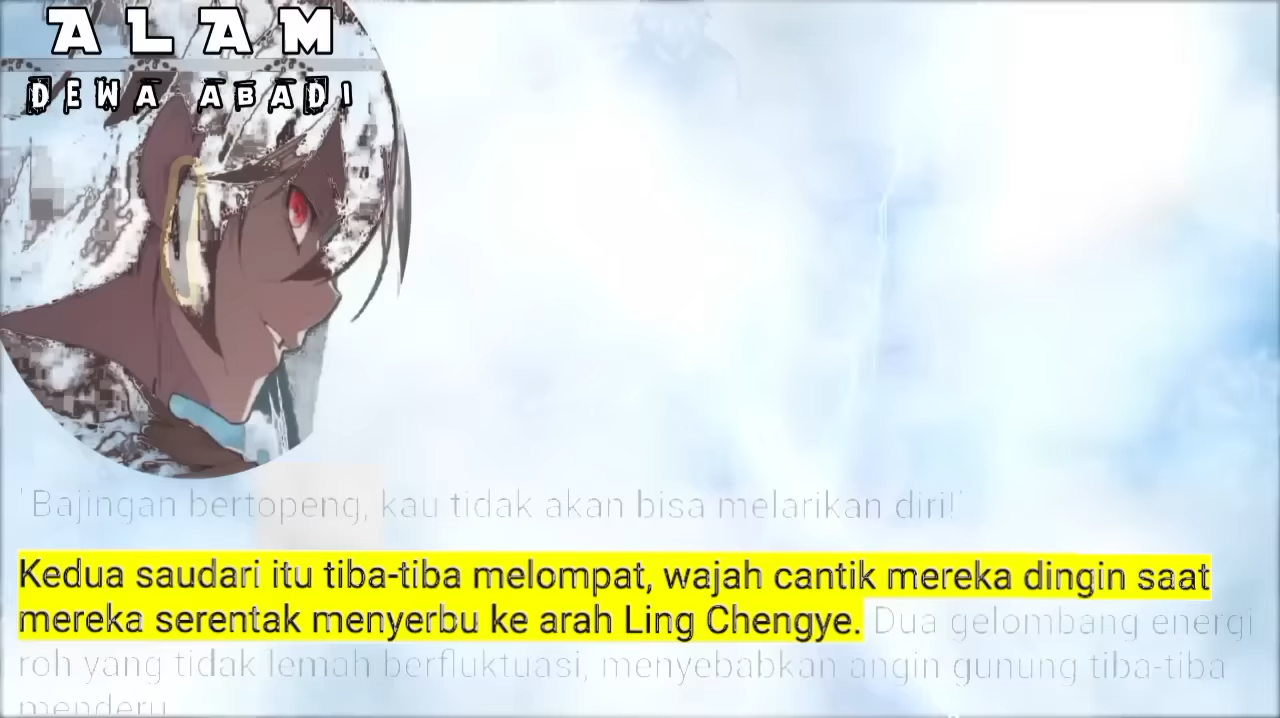 ALAM
DEWA ABADI
'Bajingan bertopeng, kau tidak akan bisa melarikan diri!'
Kedua saudari itu tiba-tiba melompat, wajah cantik mereka dingin saat
mereka serentak menyerbu ke arah Ling Chengye. Dua gelombang energi
roh yang tidak lemah berfluktuasi, menyebabkan angin gunung tiba-tiba
menderu